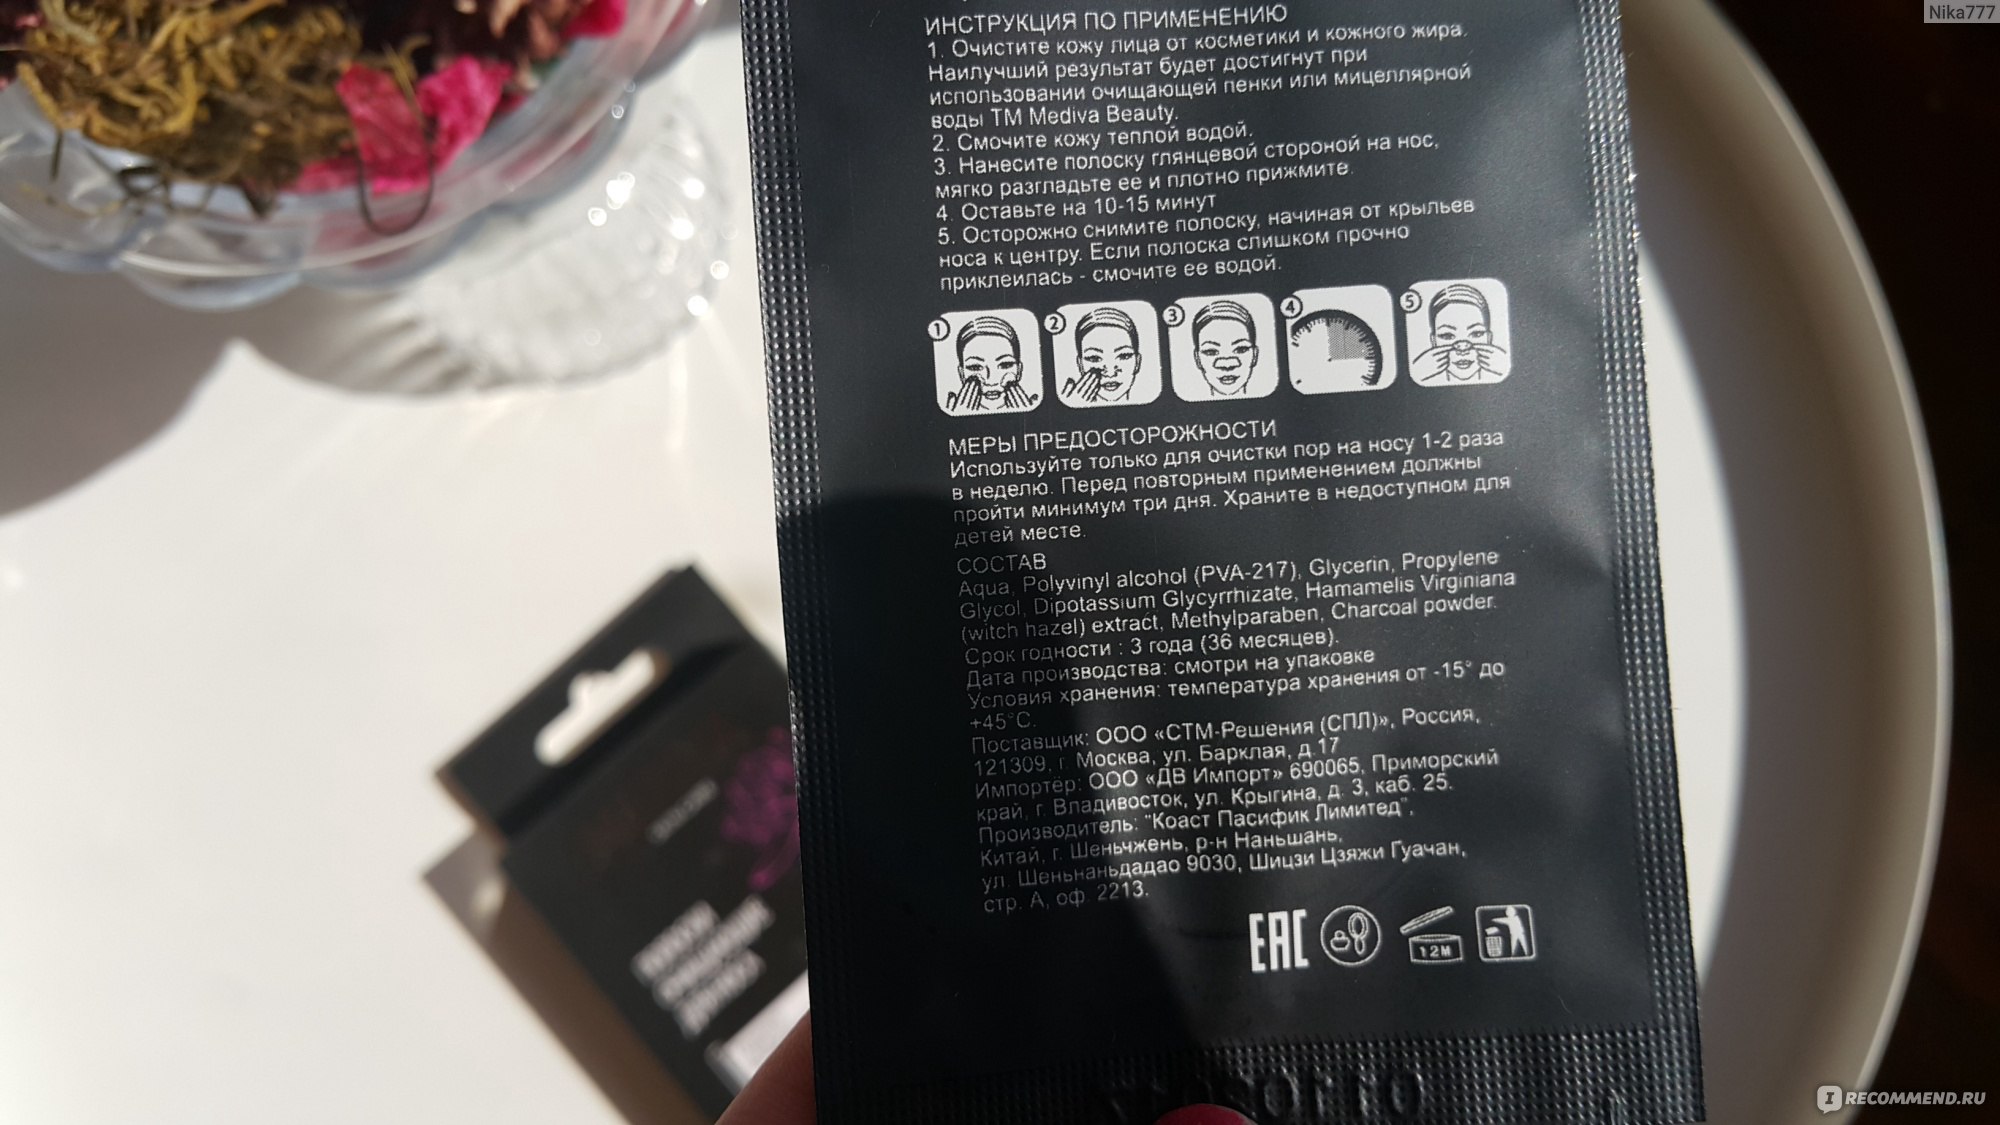 Nika777
ИНСТРУКЦИЯ ПО ПРИМЕНЕНИЮ
1. Очистите кожу лица от косметики и кожного жира.
Наилучший результат будет достигнут при
использовании очищающей пенки или мицеллярной
воды ТМ Mediva Beauty.
2. Смочите кожу теплой водой.
3. Нанесите полоску глянцевой стороной на нос,
мягко разгладьте ее и плотно прижмите.
4. Оставьте на 10-15 минут
5. Осторожно снимите полоску, начиная от крыльев
носа к центру. Если полоска слишком прочно
приклеилась - смочите ее водой.
1 2 3 4 5
МЕРЫ ПРЕДОСТОРОЖНОСТИ
Используйте только для очистки пор на носу 1-2 раза
в неделю. Перед повторным применением должны
пройти минимум три дня. Храните в недоступном для
детей месте.
СОСТАВ
Aqua, Polyvinyl alcohol (PVA-217), Glycerin, Propylene
Glycol, Dipotassium Glycyrrhizate, Hamamelis Virginiana
(witch hazel) extract, Methylparaben, Charcoal powder.
Срок годности : 3 года (36 месяцев).
Дата производства: смотри на упаковке
Условия хранения: температура хранения от -15° до
+45°С.
Поставщик: ООО «СТМ-Решения (СПЛ)», Россия,
121309, г. Москва, ул. Барклая, д.17
Импортёр: ООО «ДВ Импорт» 690065, Приморский
край, г. Владивосток, ул. Крыгина, д. 3, каб. 25.
Производитель: "Коаст Пасифик Лимитед",
Китай, г. Шеньчжень, р-н Наньшань,
ул. Шеньнаньдадао 9030, Шицзи Цзяжи Гуачан,
стр. А, оф. 2213.
EAC 12M
I RECOMMEND.RU